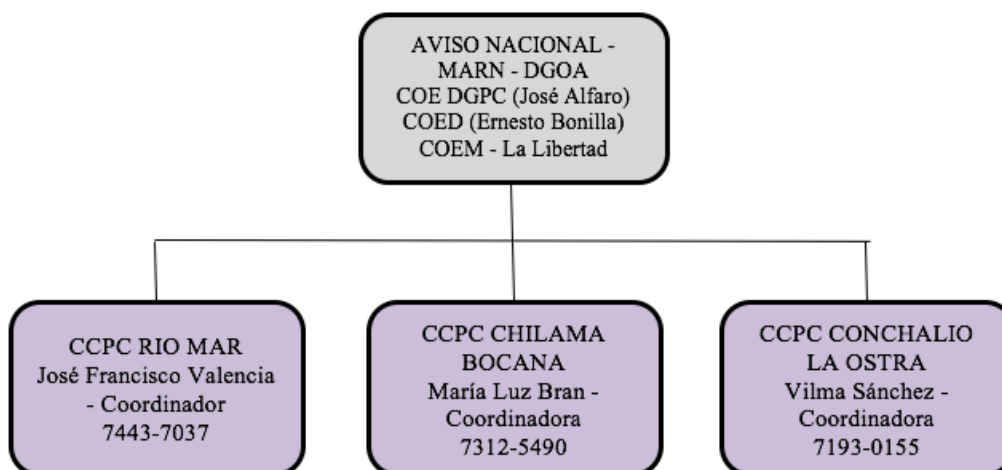 AVISO NACIONAL -
MARN - DGOA
COE DGPC (José Alfaro)
COED (Ernesto Bonilla)
COEM - La Libertad
CCPC RIO MAR
José Francisco Valencia
- Coordinador
7443-7037
CCPC CHILAMA
BOCANA
María Luz Bran -
Coordinadora
7312-5490
CCPC CONCHALIO
LA OSTRA
Vilma Sánchez -
Coordinadora
7193-0155